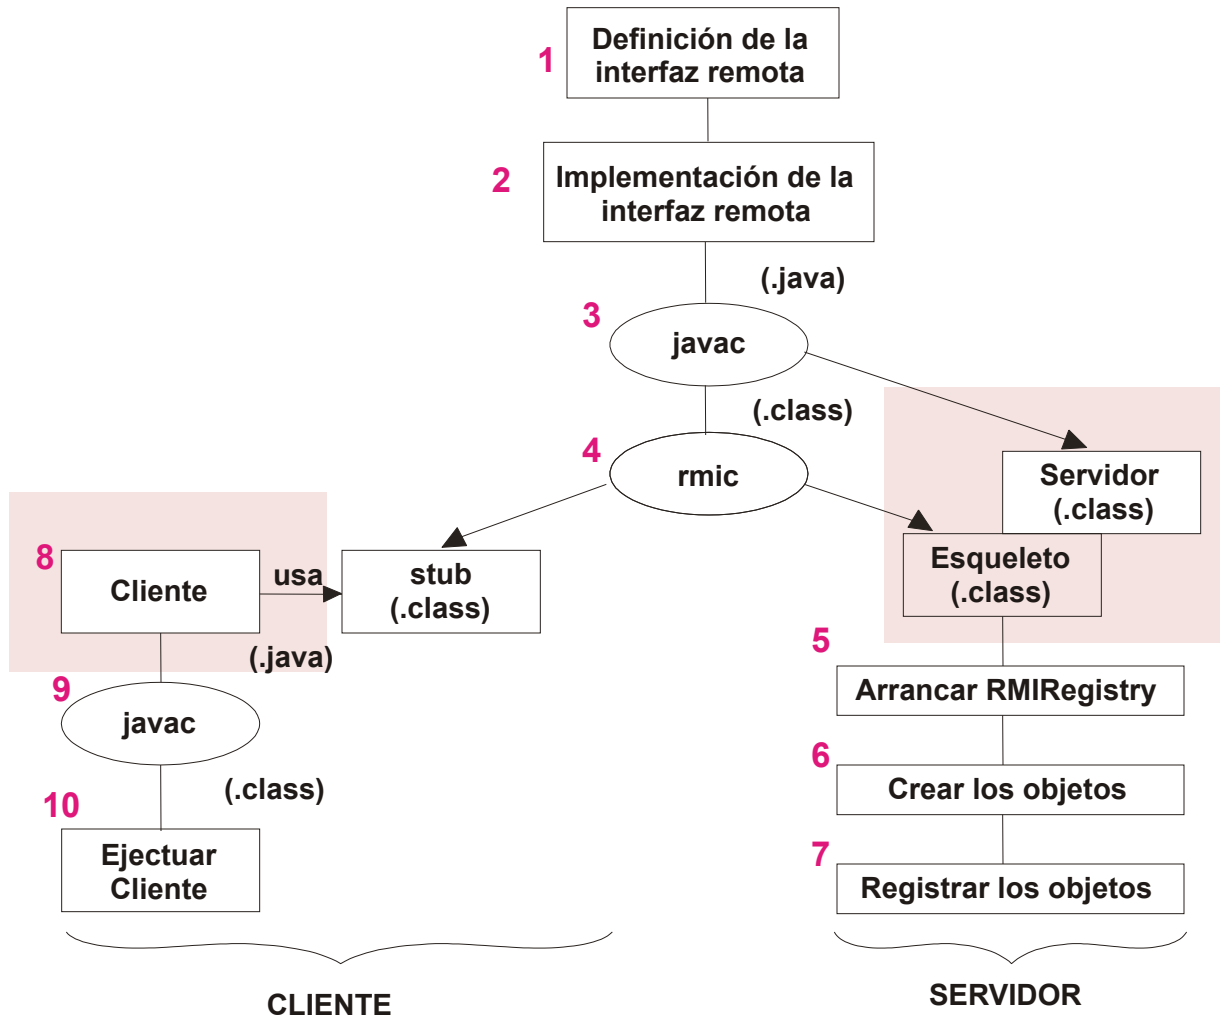 1
Definición de la
interfaz remota
2
Implementación de la
interfaz remota
(.java)
3
javac
(.class)
4
rmic
Servidor
(.class)
Esqueleto
(.class)
8
Cliente
usa
stub
(.class)
(.java)
5
Arrancar RMIRegistry
9
javac
6
Crear los objetos
(.class)
10
Ejectuar
Cliente
7
Registrar los objetos
CLIENTE
SERVIDOR